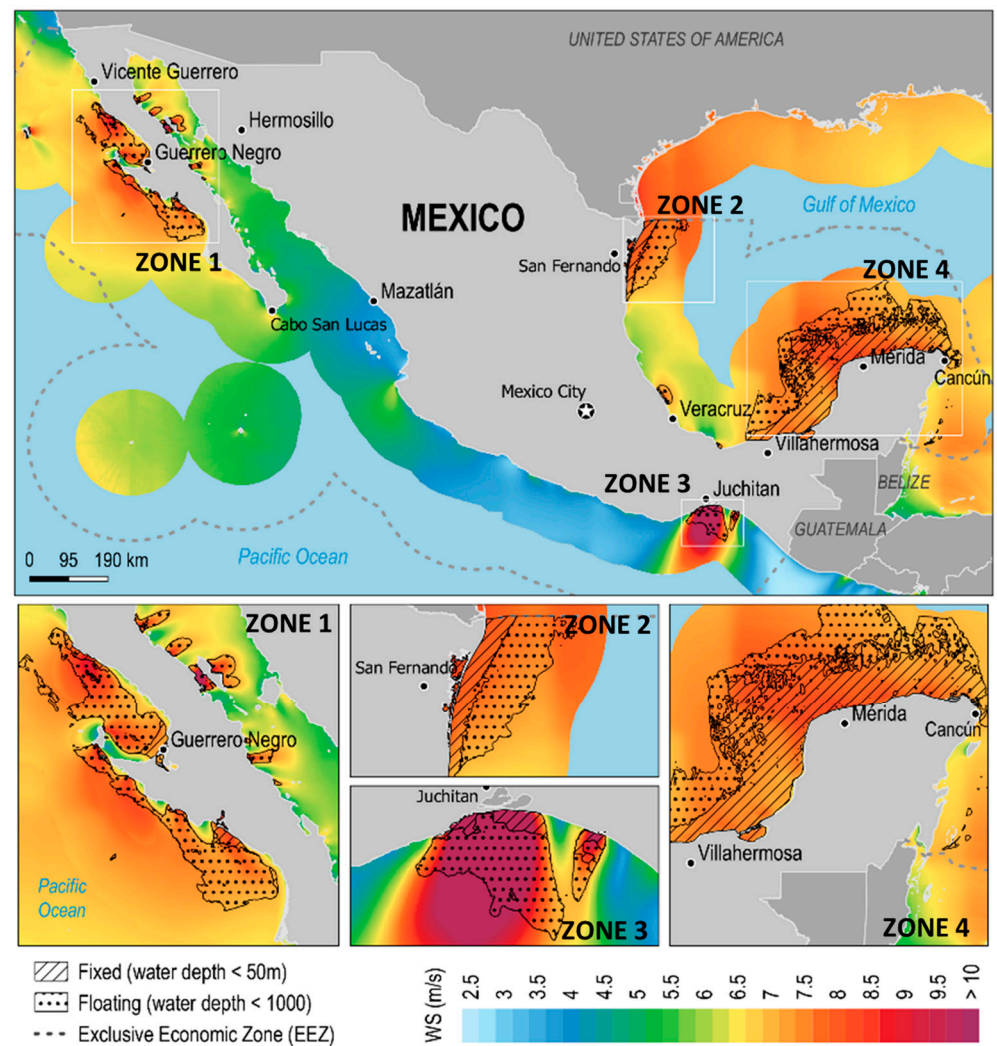 UNITED STATES OF AMERICA
Vicente Guerrero
Hermosillo
Guerrero Negro
ZONE 1
MEXICO
ZONE 2
Gulf of Mexico
San Fernando
ZONE 4
Mazatlán
Cabo San Lucas
Mérida
Cancún
Mexico City
Veracruz
Villahermosa
ZONE 3
Juchitan
BELIZE
GUATEMALA
Pacific Ocean
0 95 190 km
ZONE 1
Guerrero Negro
Pacific
Ocean
ZONE 2
San Fernando
Juchitan
ZONE 3
Mérida
Cancún
Villahermosa
ZONE 4
Fixed (water depth < 50m)
Floating (water depth < 1000)
Exclusive Economic Zone (EEZ)
WS (m/s)
2.5 3 3.5 4 4.5 5 5.5 6 6.5 7 7.5 8 8.5 9 9.5 > 10